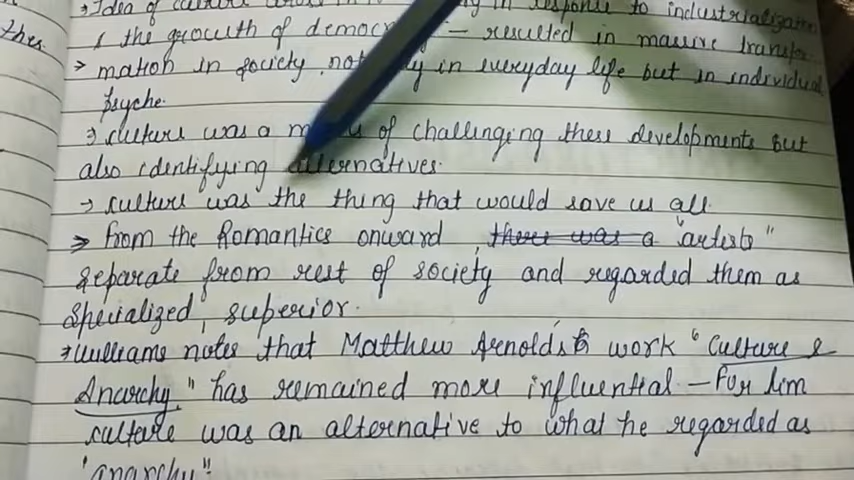 → Idea of in response to industrialization
& the growth of democ — resulted in massive transfor
→ mation in society not in everyday life but in individual
psyche.
→ culture was a of challenging these developments but
also identifying alternatives.
→ culture was the thing that would save us all.
→ From the Romantics onward, there was a "artists"
separate from rest of society and regarded them as
specialized, superior.
→ Williams notes that Matthew Arnold's work "Culture &
Anarchy" has remained more influential — For him
culture was an alternative to what he regarded as
"anarchy"